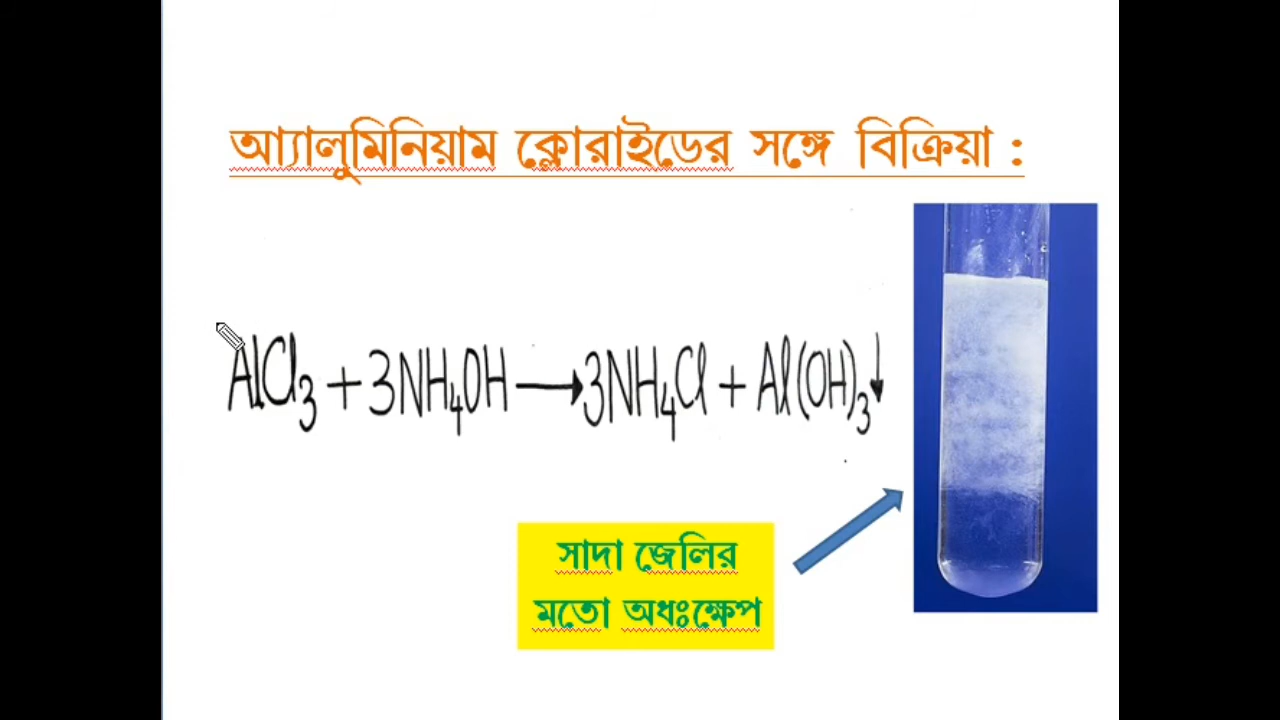 অ্যালুমিনিয়াম ক্লোরাইডের সঙ্গে বিক্রিয়া :
AlCl₃ + 3NH₄OH → 3NH₄Cl + Al(OH)₃↓
সাদা জেলির
মতো অধঃক্ষেপ